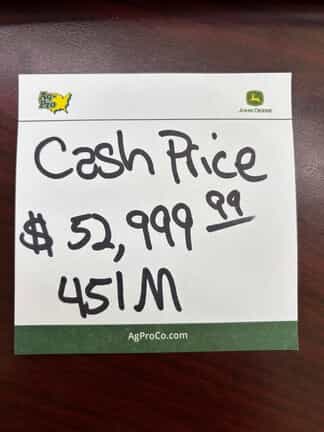 Ag-
Pro
JOHN DEERE
Cash Price
$ 52,999 99
451M
AgProCo.com